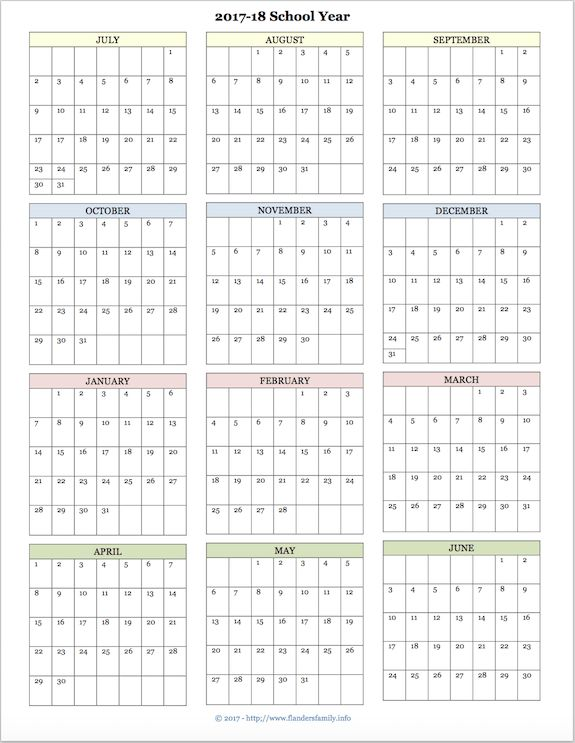 2017-18 School Year
JULY
1
2 3 4 5 6 7 8
9 10 11 12 13 14 15
17 17 18 19 20 21 22
23 24 25 26 27 28 29
30 31
AUGUST
1 2 3 4 5
6 7 8 9 10 11 12
13 14 15 16 17 18 19
20 21 22 23 24 25 26
27 28 29 30 31
SEPTEMBER
1 2
3 4 5 6 7 8 9
10 11 12 13 14 15 16
17 18 19 20 21 22 23
24 25 26 27 28 29 30
OCTOBER
1 2 3 4 5 6 7
8 9 10 11 12 13 14
15 16 17 18 19 20 21
22 23 24 25 26 27 28
29 30 31
NOVEMBER
1 2 3 4
5 6 7 8 9 10 11
12 13 14 15 16 17 18
19 20 21 22 23 24 25
26 27 28 29 30
DECEMBER
1 2
3 4 5 6 7 8 9
10 11 12 13 14 15 16
17 18 19 20 21 22 23
24 25 26 27 28 29 30
31
JANUARY
1 2 3 4 5 6
7 8 9 10 11 12 13
14 15 16 17 18 19 20
21 22 23 24 25 26 27
28 29 30 31
FEBRUARY
1 2 3
4 5 6 7 8 9 10
11 12 13 14 15 16 17
18 19 20 21 22 23 24
25 26 27 28
MARCH
1 2 3
4 5 6 7 8 9 10
11 12 13 14 15 16 17
18 19 20 21 22 23 24
25 26 27 28 29 30 31
APRIL
1 2 3 4 5 6 7
8 9 10 11 12 13 14
15 16 17 18 19 20 21
22 23 24 25 26 27 28
29 30
MAY
1 2 3 4 5
6 7 8 9 10 11 12
13 14 15 16 17 18 19
20 21 22 23 24 25 26
27 28 29 30 31
JUNE
1 2
3 4 5 6 7 8 9
10 11 12 13 14 15 16
17 18 19 20 21 22 23
24 25 26 27 28 29 30
© 2017 - http;//www.flandersfamily.info